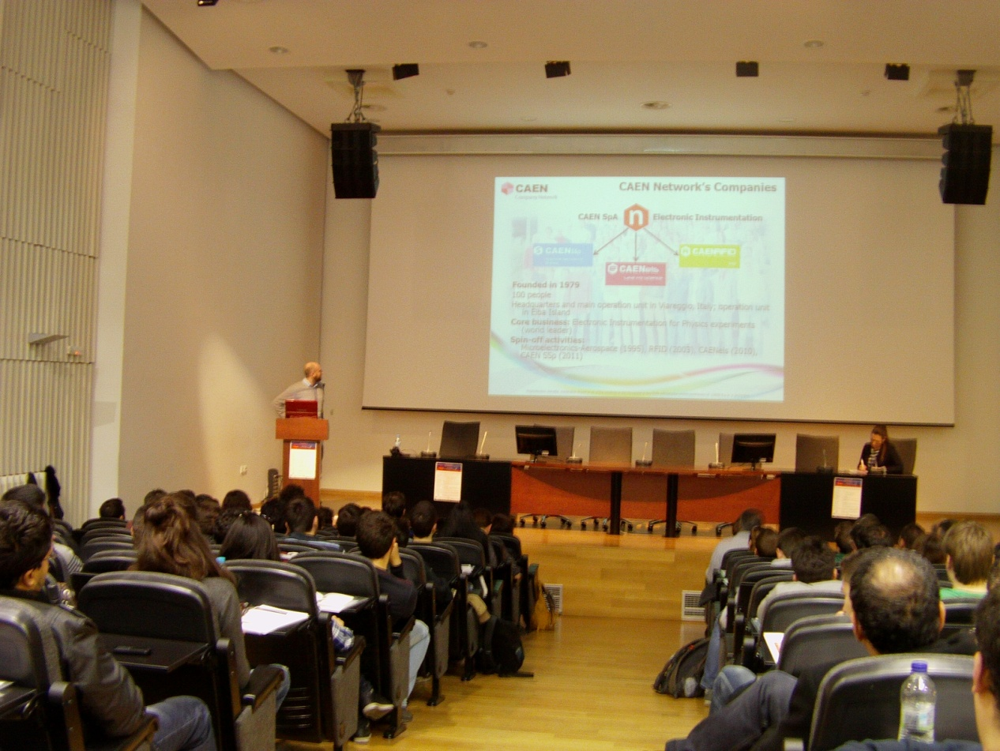 CAEN
CAEN Network's Companies
CAEN SpA
n
Electronic Instrumentation
CAENels
CAEN
CAENRFID
Founded in 1979
100 people
Headquarters and main operation unit in Viareggio, Italy; operation unit
in Elba Island
Core business: Electronic Instrumentation for Physics experiments
(world leader)
Spin-off activities:
Microelectronics-Aerospace (1995), RFID (2005), CAENels (2010),
CAEN SSp (2011)